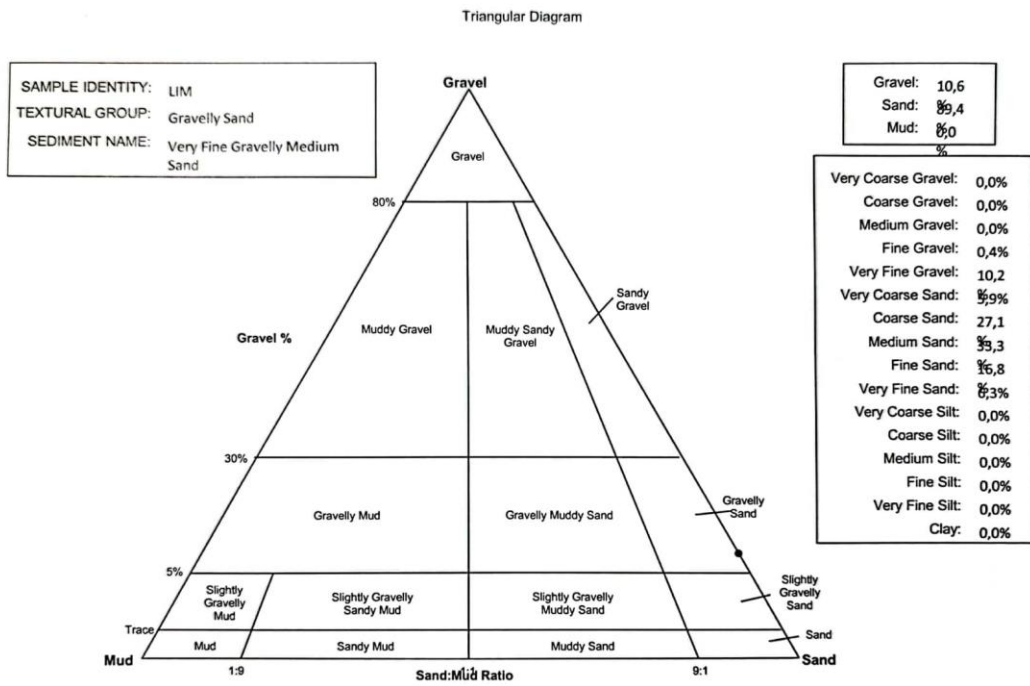 Triangular Diagram
SAMPLE IDENTITY: LIM
TEXTURAL GROUP: Gravelly Sand
SEDIMENT NAME: Very Fine Gravelly Medium
Sand
Gravel: 10,6
%
Sand: 89,4
%
Mud: 0,0
%
Very Coarse Gravel: 0,0%
Coarse Gravel: 0,0%
Medium Gravel: 0,0%
Fine Gravel: 0,4%
Very Fine Gravel: 10,2
%
Very Coarse Sand: 5,9%
Coarse Sand: 27,1
%
Medium Sand: 33,3
%
Fine Sand: 16,8
%
Very Fine Sand: 6,3%
Very Coarse Silt: 0,0%
Coarse Silt: 0,0%
Medium Silt: 0,0%
Fine Silt: 0,0%
Very Fine Silt: 0,0%
Clay: 0,0%
Gravel
Gravel
80%
Sandy
Gravel
Muddy Gravel
Muddy Sandy
Gravel
Gravel %
30%
Gravelly Mud
Gravelly Muddy Sand
Gravelly
Sand
5%
Slightly
Gravelly
Mud
Slightly Gravelly
Sandy Mud
Slightly Gravelly
Muddy Sand
Slightly
Gravelly
Sand
Trace
Mud
Sandy Mud
Muddy Sand
Sand
Mud
Sand
1:9
1:1
9:1
Sand:Mud Ratio